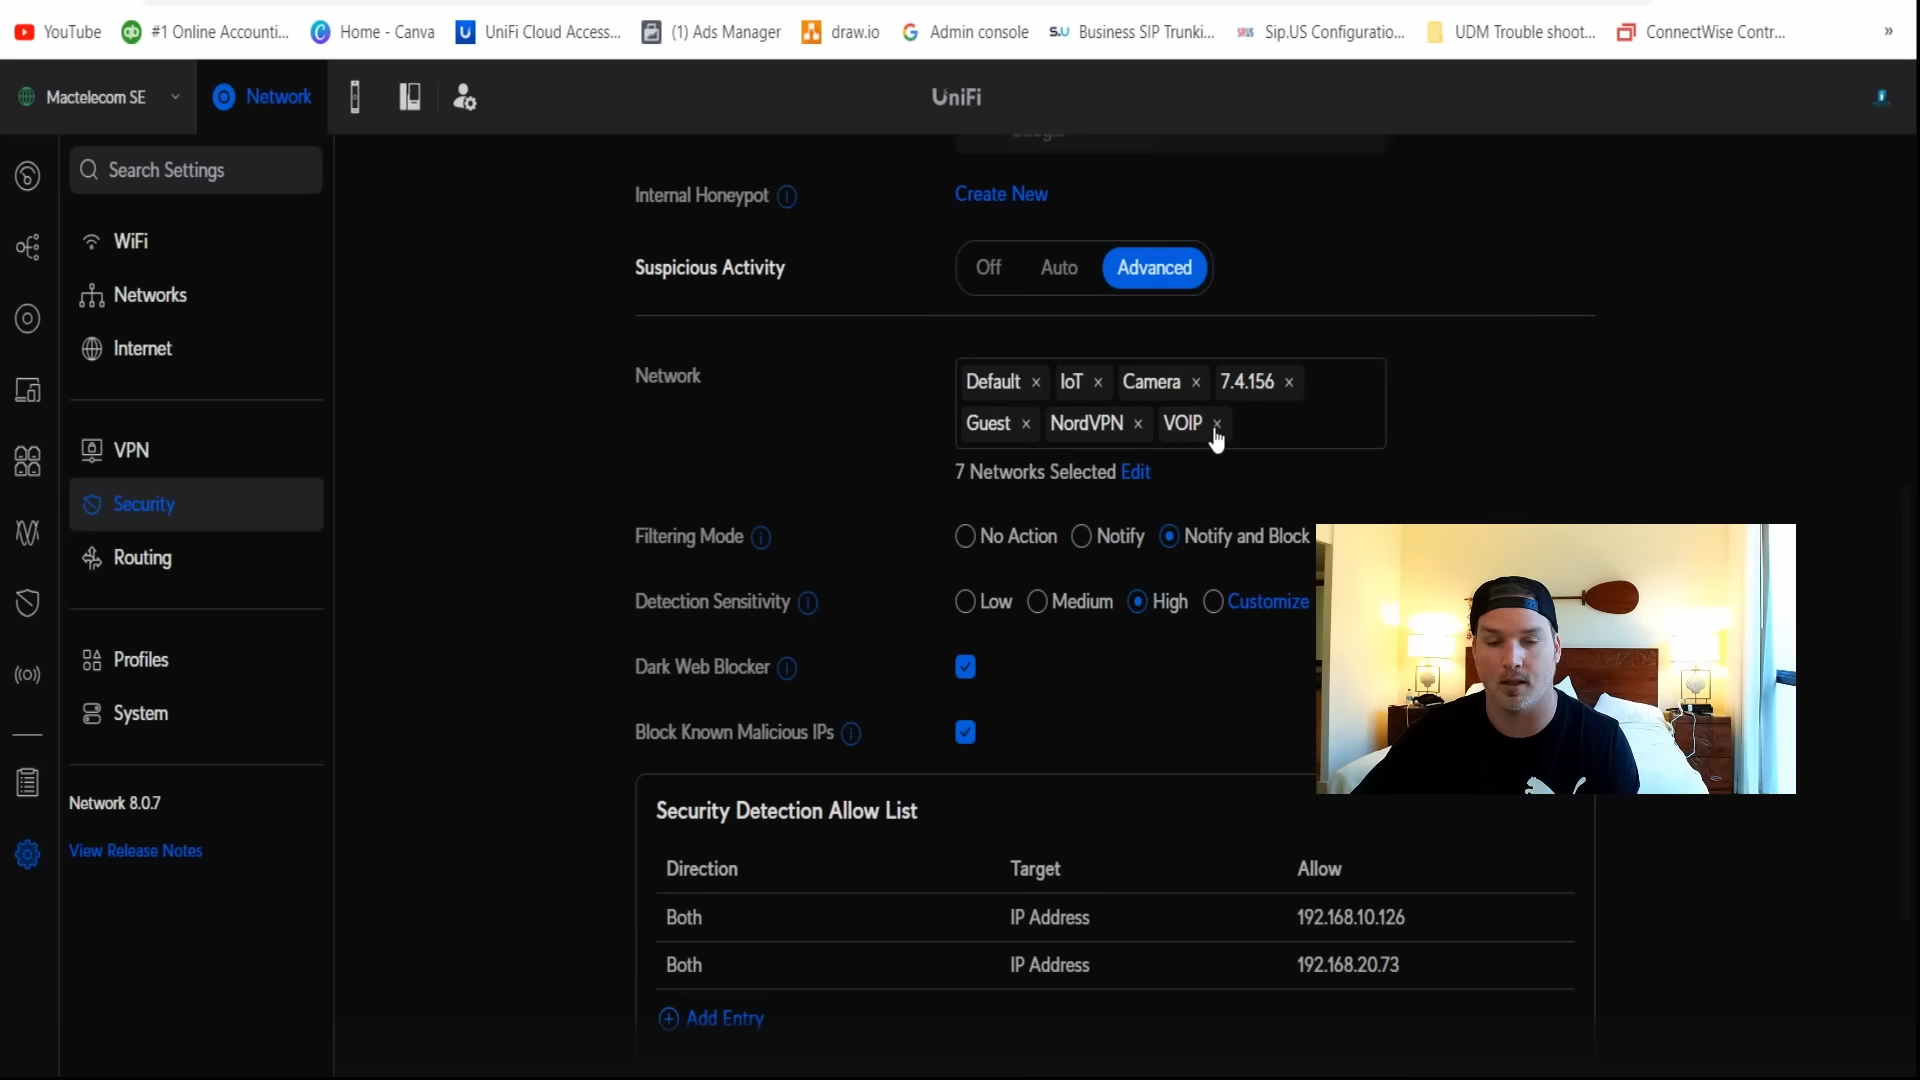 YouTube #1 Online Accounti... Home - Canva UniFi Cloud Access... (1) Ads Manager draw.io Admin console Business SIP Trunki... Sip.US Configuratio... UDM Trouble shoot... ConnectWise Contr... »
Mactelecom SE Network UniFi
Search Settings
WiFi
Networks
Internet
VPN
Security
Routing
Profiles
System
Network 8.0.7
View Release Notes
Internal Honeypot Create New
Suspicious Activity Off Auto Advanced
Network Default × IoT × Camera × 7.4.156 ×
Guest × NordVPN × VOIP ×
7 Networks Selected Edit
Filtering Mode No Action Notify Notify and Block
Detection Sensitivity Low Medium High Customize
Dark Web Blocker
Block Known Malicious IPs
Security Detection Allow List
Direction Target Allow
Both IP Address 192.168.10.126
Both IP Address 192.168.20.73
Add Entry